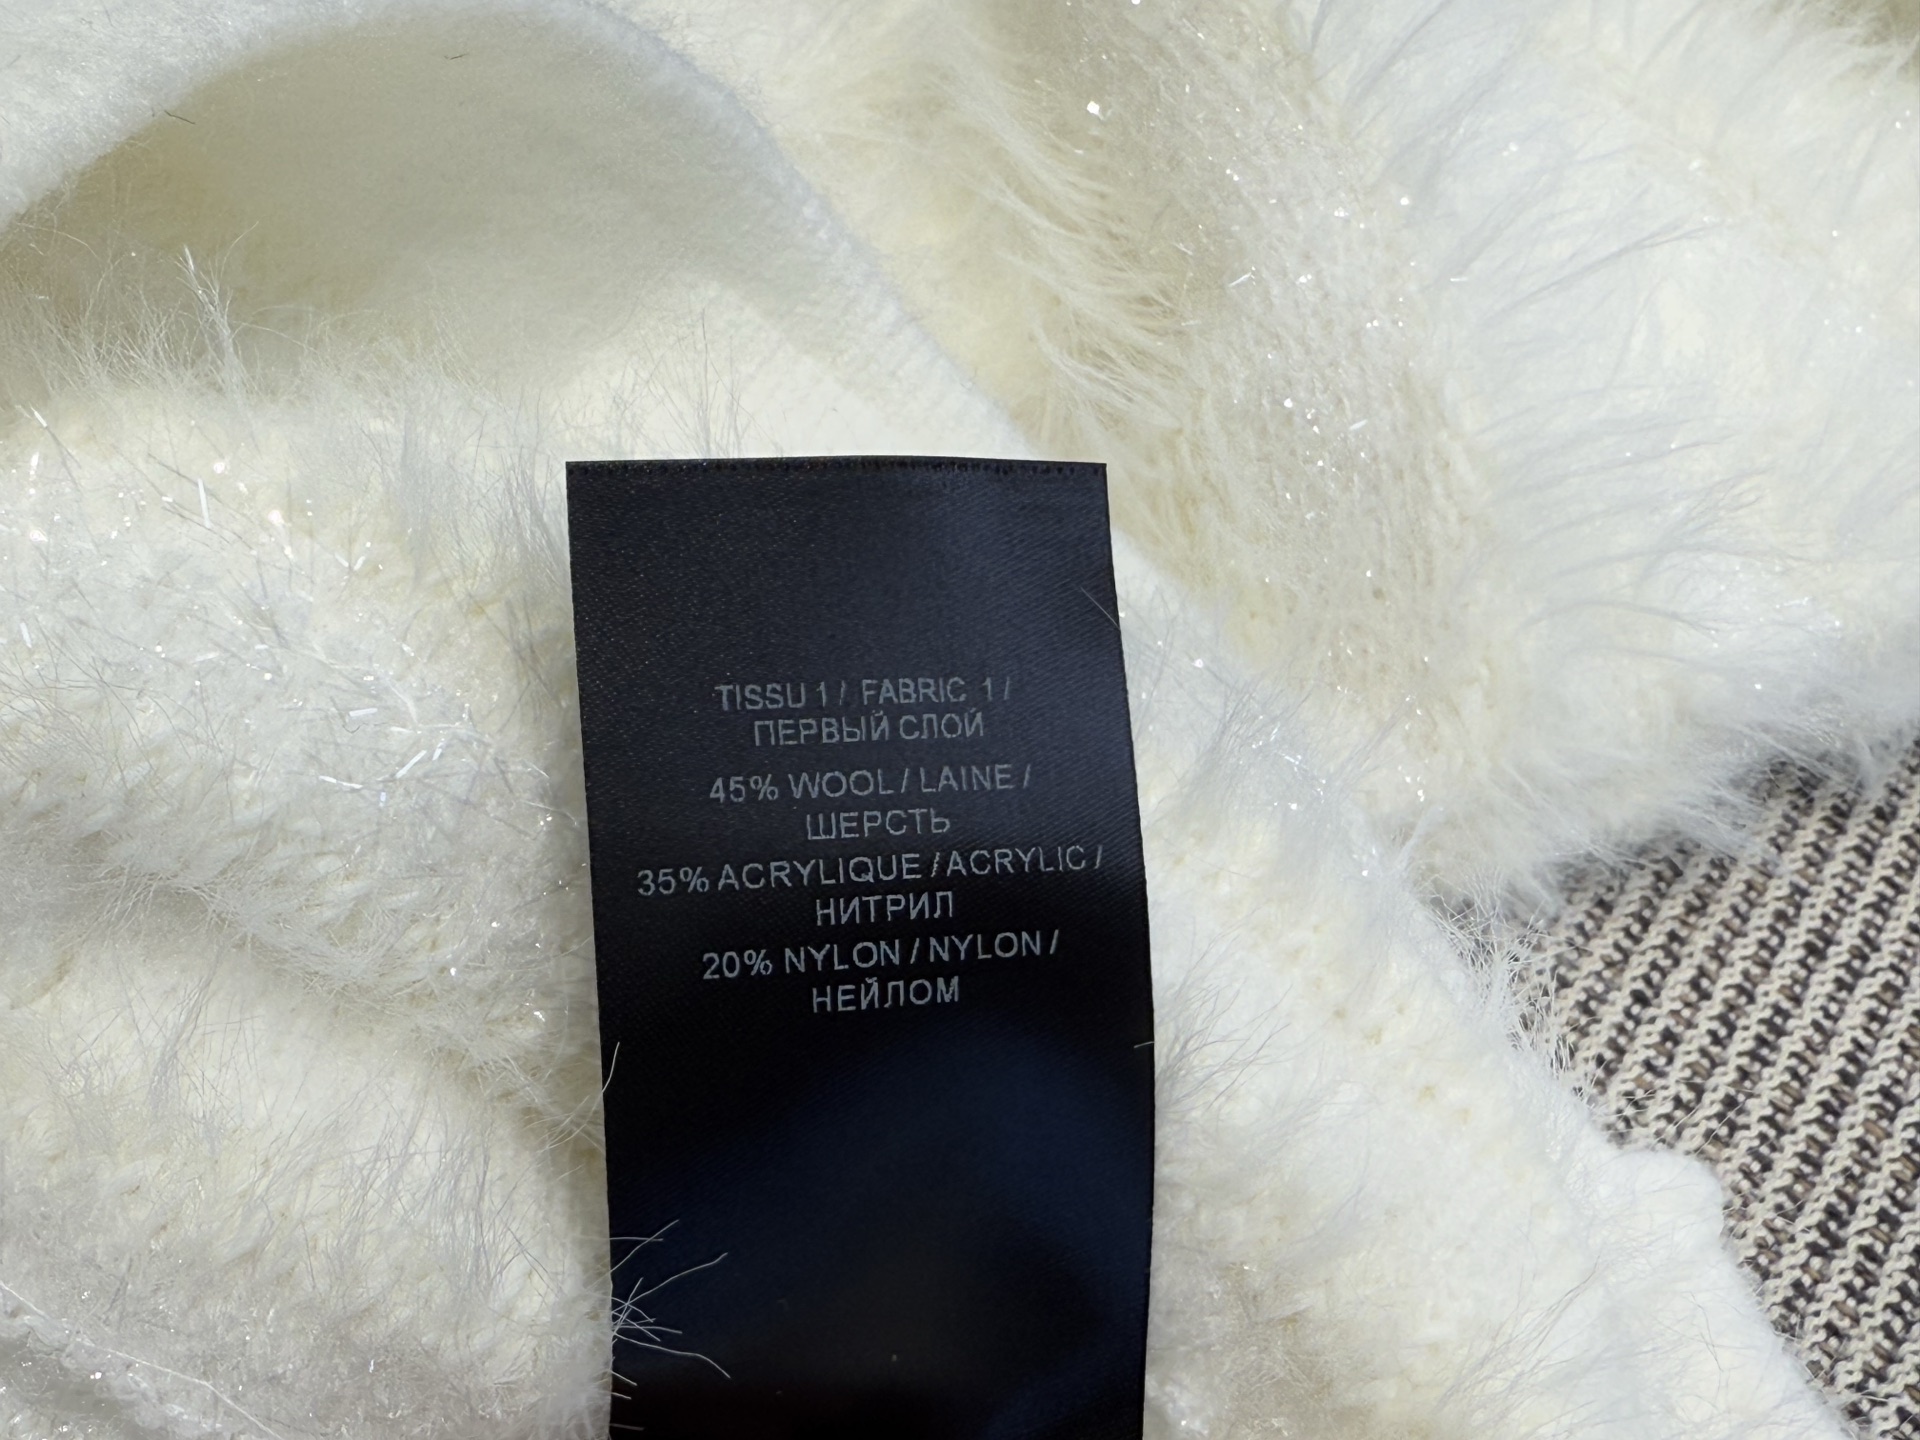 TISSU 1 / FABRIC 1 /
ПЕРВЫЙ СЛОЙ
45% WOOL / LAINE /
ШЕРСТЬ
35% ACRYLIQUE / ACRYLIC /
НИТРИЛ
20% NYLON / NYLON /
НЕЙЛОМ